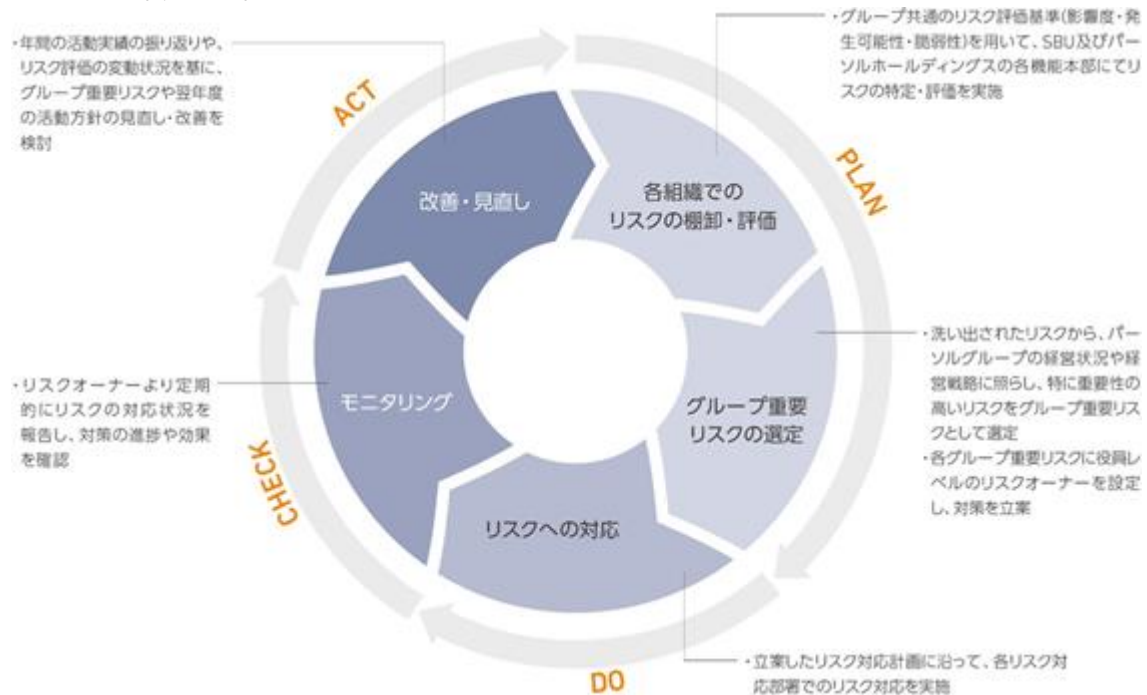 ・グループ共通のリスク評価基準(影響度・発
生可能性・脆弱性)を用いて、SBU及びパー
ソルホールディングスの各機能本部にてリ
スクの特定・評価を実施
PLAN
各組織での
リスクの棚卸・評価
・洗い出されたリスクから、パー
ソルグループの経営状況や経
営戦略に照らし、特に重要性の
高いリスクをグループ重要リス
クとして選定
・各グループ重要リスクに役員レ
ベルのリスクオーナーを設定
し、対策を立案
グループ重要
リスクの選定
DO
リスクへの対応
・立案したリスク対応計画に沿って、各リスク対
応部署でのリスク対応を実施
CHECK
モニタリング
・リスクオーナーより定期
的にリスクの対応状況を
報告し、対策の進捗や効果
を確認
ACT
改善・見直し
・年間の活動実績の振り返りや、
リスク評価の変動状況を基に、
グループ重要リスクや翌年度
の活動方針の見直し・改善を
検討